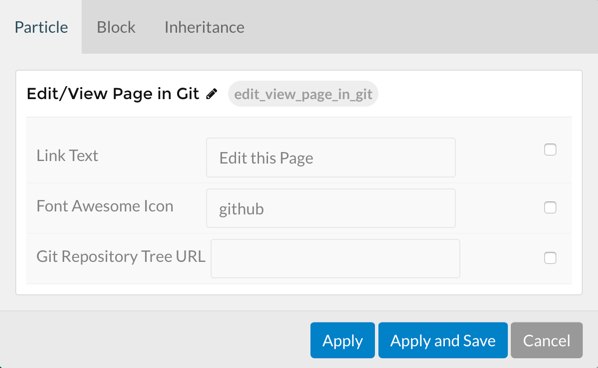 Particle Block Inheritance
Edit/View Page in Git edit_view_page_in_git
Link Text Edit this Page
Font Awesome Icon github
Git Repository Tree URL
Apply Apply and Save Cancel